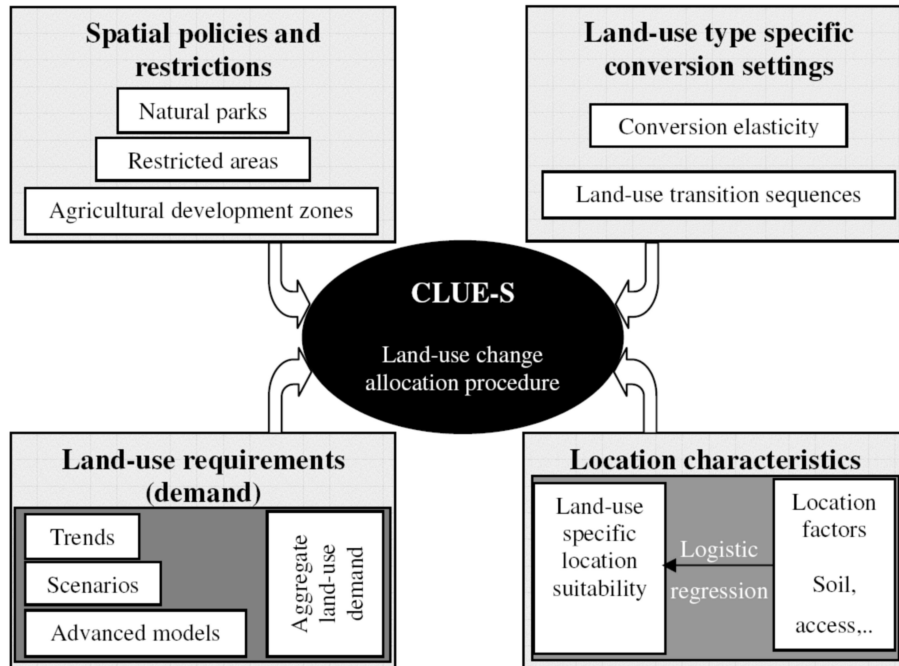 Spatial policies and
restrictions
Natural parks
Restricted areas
Agricultural development zones
Land-use type specific
conversion settings
Conversion elasticity
Land-use transition sequences
CLUE-S
Land-use change
allocation procedure
Land-use requirements
(demand)
Trends
Scenarios
Advanced models
Aggregate
land-use
demand
Location characteristics
Land-use
specific
location
suitability
Logistic
regression
Location
factors
Soil,
access,..